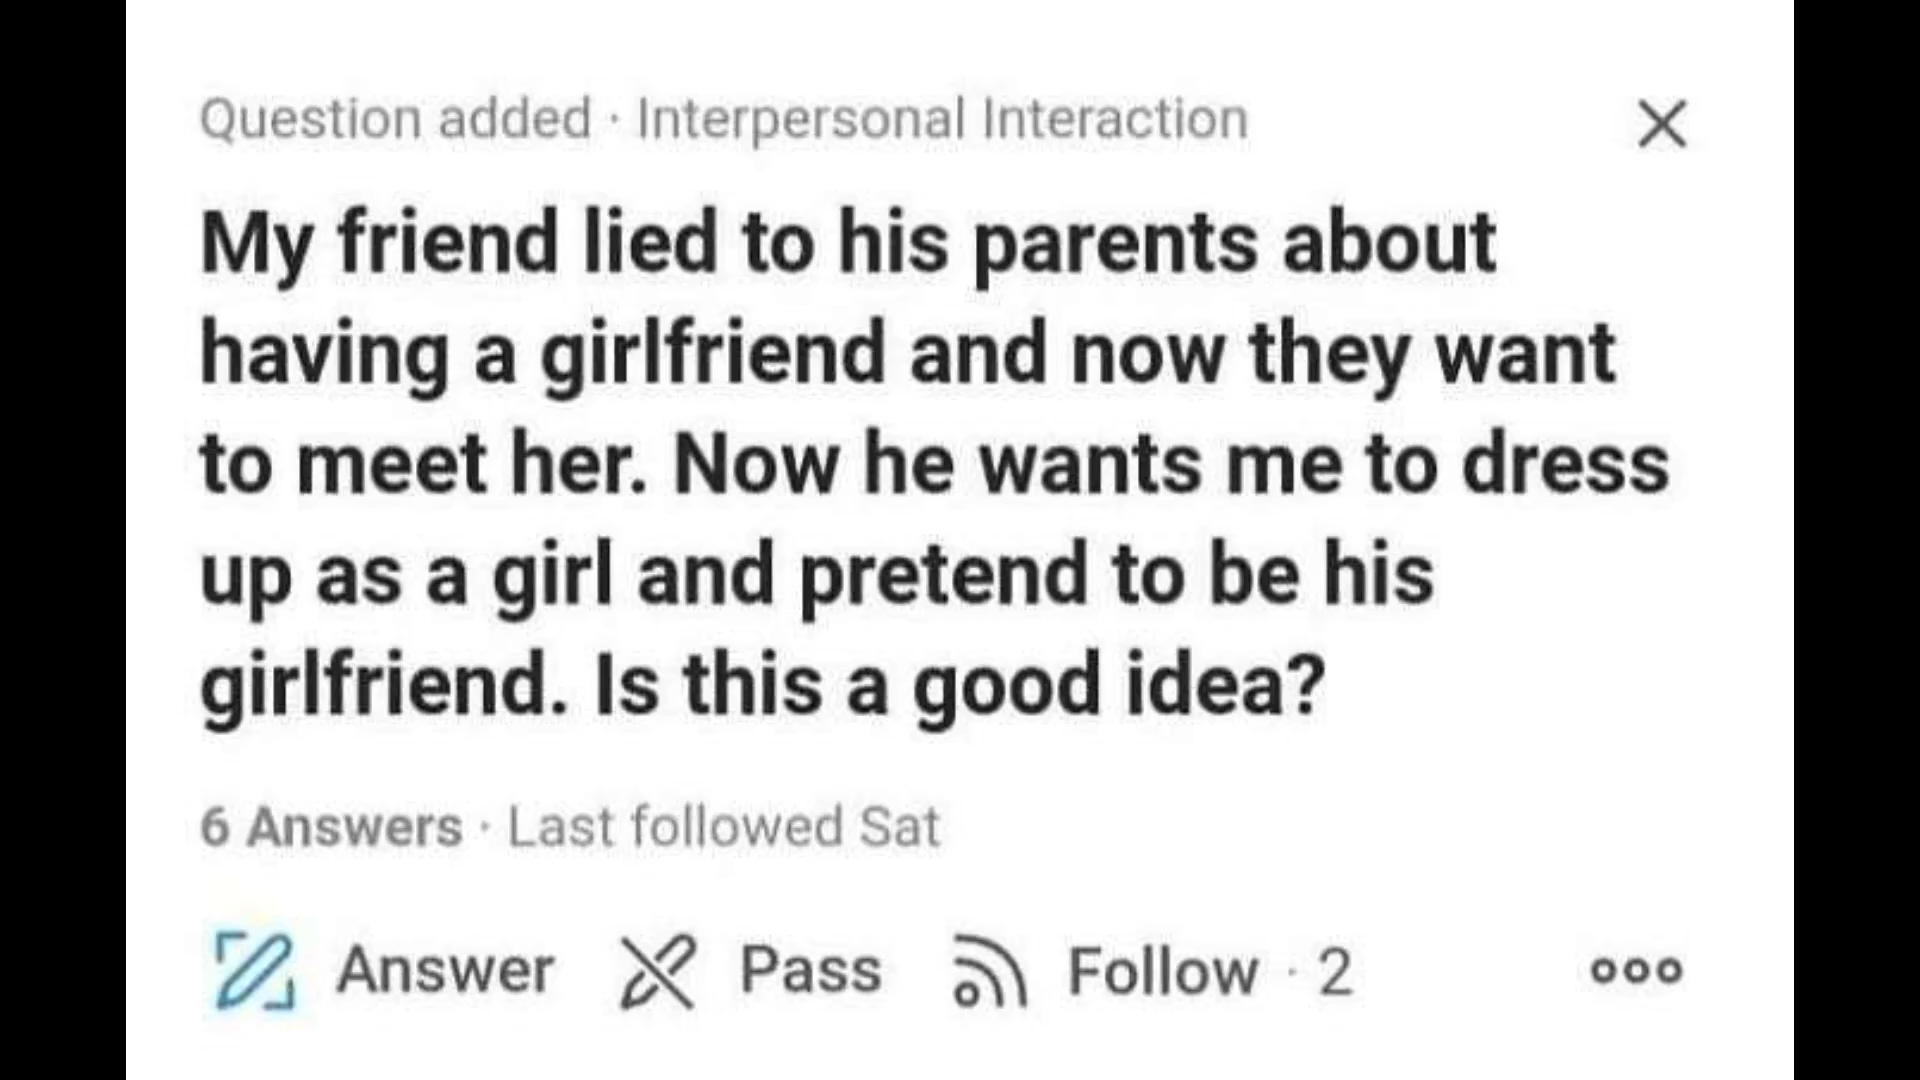 Question added · Interpersonal Interaction
My friend lied to his parents about
having a girlfriend and now they want
to meet her. Now he wants me to dress
up as a girl and pretend to be his
girlfriend. Is this a good idea?
6 Answers · Last followed Sat
Answer Pass Follow · 2